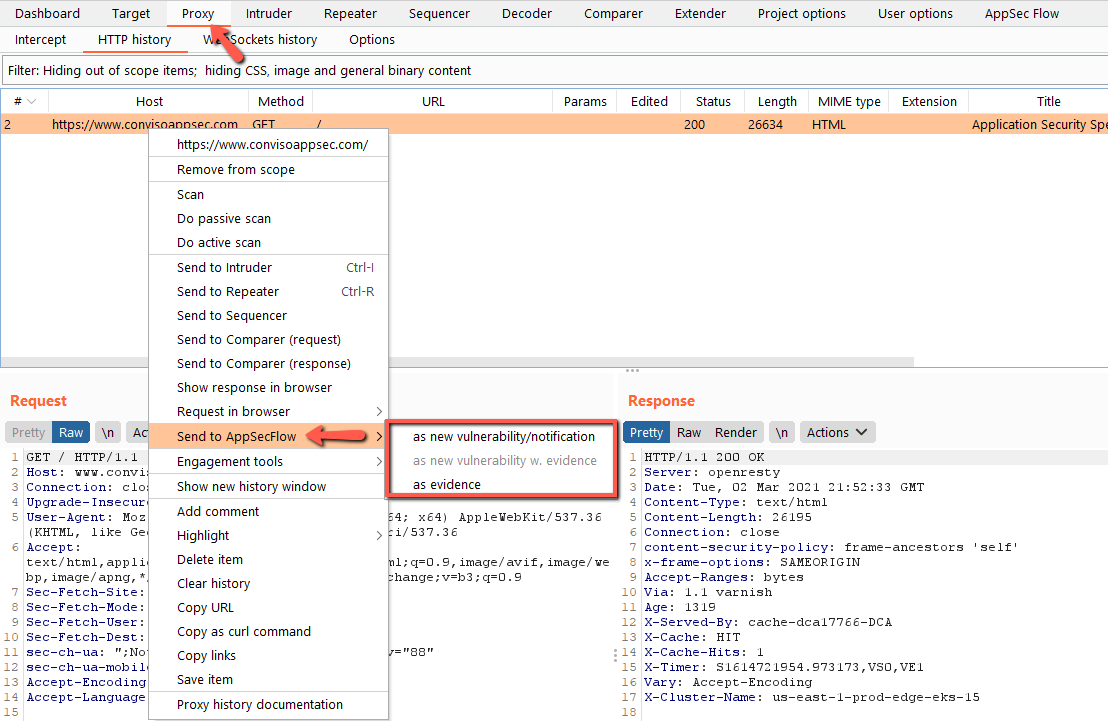 Dashboard Target Proxy Intruder Repeater Sequencer Decoder Comparer Extender Project options User options AppSec Flow
Intercept HTTP history WebSockets history Options
Filter: Hiding out of scope items; hiding CSS, image and general binary content
# Host Method URL Params Edited Status Length MIME type Extension Title
2 https://www.convisoappsec.com GET / 200 26634 HTML Application Security Spe
https://www.convisoappsec.com/
Remove from scope
Scan
Do passive scan
Do active scan
Send to Intruder Ctrl-I
Send to Repeater Ctrl-R
Send to Sequencer
Send to Comparer (request)
Send to Comparer (response)
Show response in browser
Request in browser
Send to AppSecFlow
Engagement tools
Show new history window
Add comment
Highlight
Delete item
Clear history
Copy URL
Copy as curl command
Copy links
Save item
Proxy history documentation
as new vulnerability/notification
as new vulnerability w. evidence
as evidence
Request
Pretty Raw \n Ac
1 GET / HTTP/1.1
2 Host: www.convis
3 Connection: clos
4 Upgrade-Insecure
5 User-Agent: Moz 64; x64) AppleWebKit/537.36
(KHTML, like Gec ri/537.36
6 Accept:
text/html,applic ml;q=0.9,image/avif,image/we
bp,image/apng,*/ change;v=b3;q=0.9
7 Sec-Fetch-Site:
8 Sec-Fetch-Mode:
9 Sec-Fetch-User:
10 Sec-Fetch-Dest:
11 sec-ch-ua: ";No v="88"
12 sec-ch-ua-mobile
13 Accept-Encoding
14 Accept-Language
15
Response
Pretty Raw Render \n Actions
1 HTTP/1.1 200 OK
2 Server: openresty
3 Date: Tue, 02 Mar 2021 21:52:33 GMT
4 Content-Type: text/html
5 Content-Length: 26195
6 Connection: close
7 content-security-policy: frame-ancestors 'self'
8 x-frame-options: SAMEORIGIN
9 Accept-Ranges: bytes
10 Via: 1.1 varnish
11 Age: 1319
12 X-Served-By: cache-dca17766-DCA
13 X-Cache: HIT
14 X-Cache-Hits: 1
15 X-Timer: S1614721954.973173,VS0,VE1
16 Vary: Accept-Encoding
17 X-Cluster-Name: us-east-1-prod-edge-eks-15
18